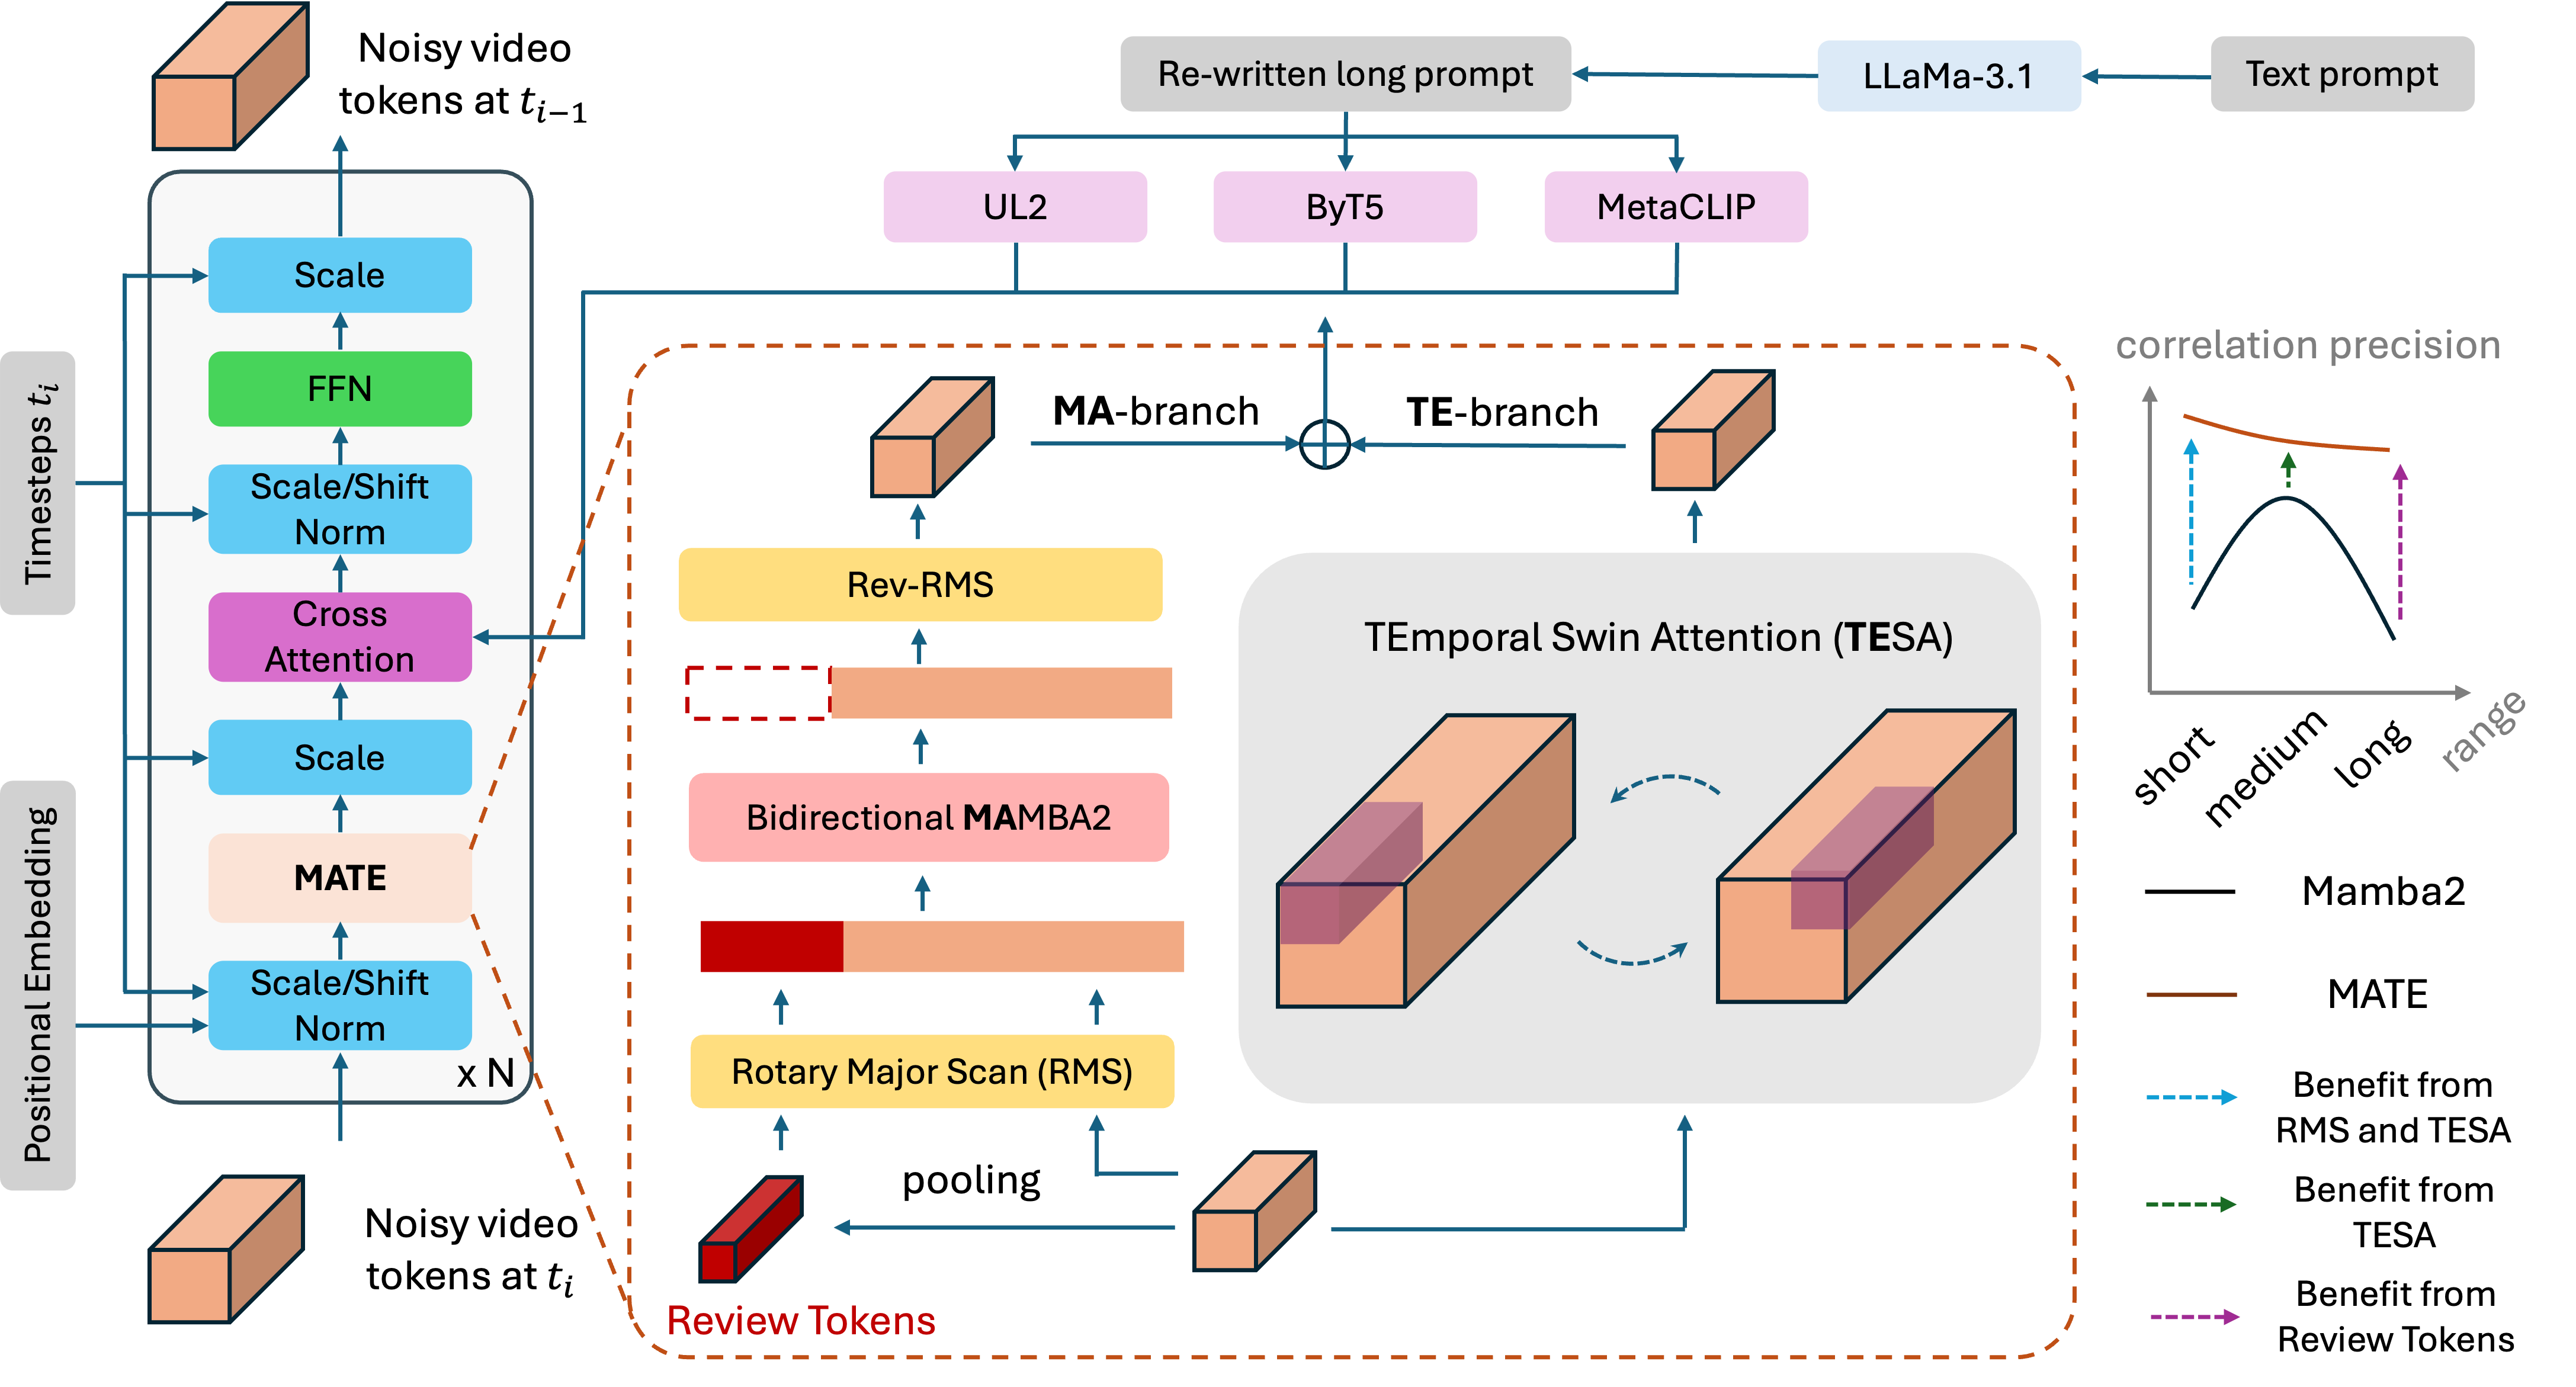 Noisy video
tokens at t_{i-1}
Re-written long prompt
LLaMa-3.1
Text prompt
UL2
ByT5
MetaCLIP
Timesteps t_i
Positional Embedding
Scale
FFN
Scale/Shift
Norm
Cross
Attention
Scale
MATE
Scale/Shift
Norm
x N
Noisy video
tokens at t_i
MA-branch
TE-branch
Rev-RMS
Bidirectional MAMBA2
Rotary Major Scan (RMS)
pooling
Review Tokens
TEmporal Swin Attention (TESA)
correlation precision
short
medium
long
range
Mamba2
MATE
Benefit from
RMS and TESA
Benefit from
TESA
Benefit from
Review Tokens